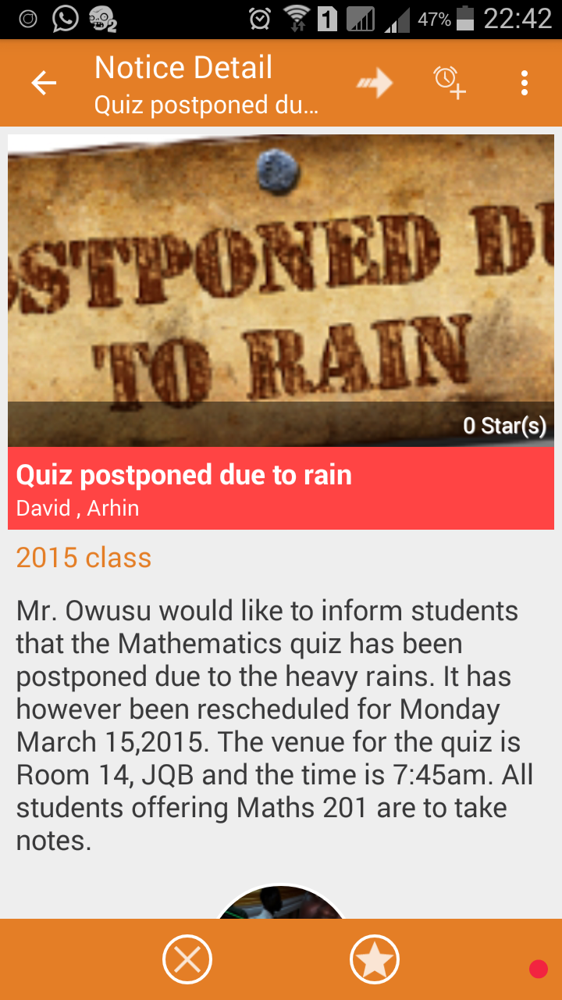 2
1
47%
22:42
Notice Detail
Quiz postponed du...
STPONED DU
TO RAIN
0 Star(s)
Quiz postponed due to rain
David , Arhin
2015 class
Mr. Owusu would like to inform students
that the Mathematics quiz has been
postponed due to the heavy rains. It has
however been rescheduled for Monday
March 15,2015. The venue for the quiz is
Room 14, JQB and the time is 7:45am. All
students offering Maths 201 are to take
notes.